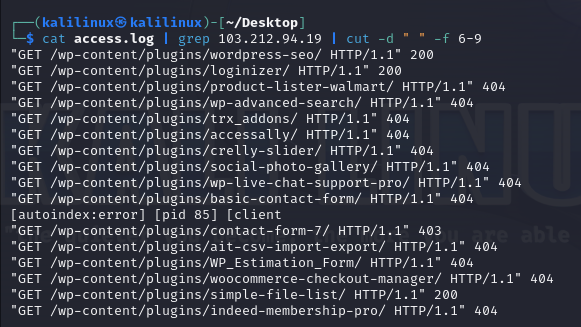 ┌──(kalilinux㉿kalilinux)-[~/Desktop]
└─$ cat access.log | grep 103.212.94.19 | cut -d " " -f 6-9
"GET /wp-content/plugins/wordpress-seo/ HTTP/1.1" 200
"GET /wp-content/plugins/loginizer/ HTTP/1.1" 200
"GET /wp-content/plugins/product-lister-walmart/ HTTP/1.1" 404
"GET /wp-content/plugins/wp-advanced-search/ HTTP/1.1" 404
"GET /wp-content/plugins/trx_addons/ HTTP/1.1" 404
"GET /wp-content/plugins/accessally/ HTTP/1.1" 404
"GET /wp-content/plugins/crelly-slider/ HTTP/1.1" 404
"GET /wp-content/plugins/social-photo-gallery/ HTTP/1.1" 404
"GET /wp-content/plugins/wp-live-chat-support-pro/ HTTP/1.1" 404
"GET /wp-content/plugins/basic-contact-form/ HTTP/1.1" 404
[autoindex:error] [pid 85] [client
"GET /wp-content/plugins/contact-form-7/ HTTP/1.1" 403
"GET /wp-content/plugins/ait-csv-import-export/ HTTP/1.1" 404
"GET /wp-content/plugins/WP_Estimation_Form/ HTTP/1.1" 404
"GET /wp-content/plugins/woocommerce-checkout-manager/ HTTP/1.1" 404
"GET /wp-content/plugins/simple-file-list/ HTTP/1.1" 200
"GET /wp-content/plugins/indeed-membership-pro/ HTTP/1.1" 404